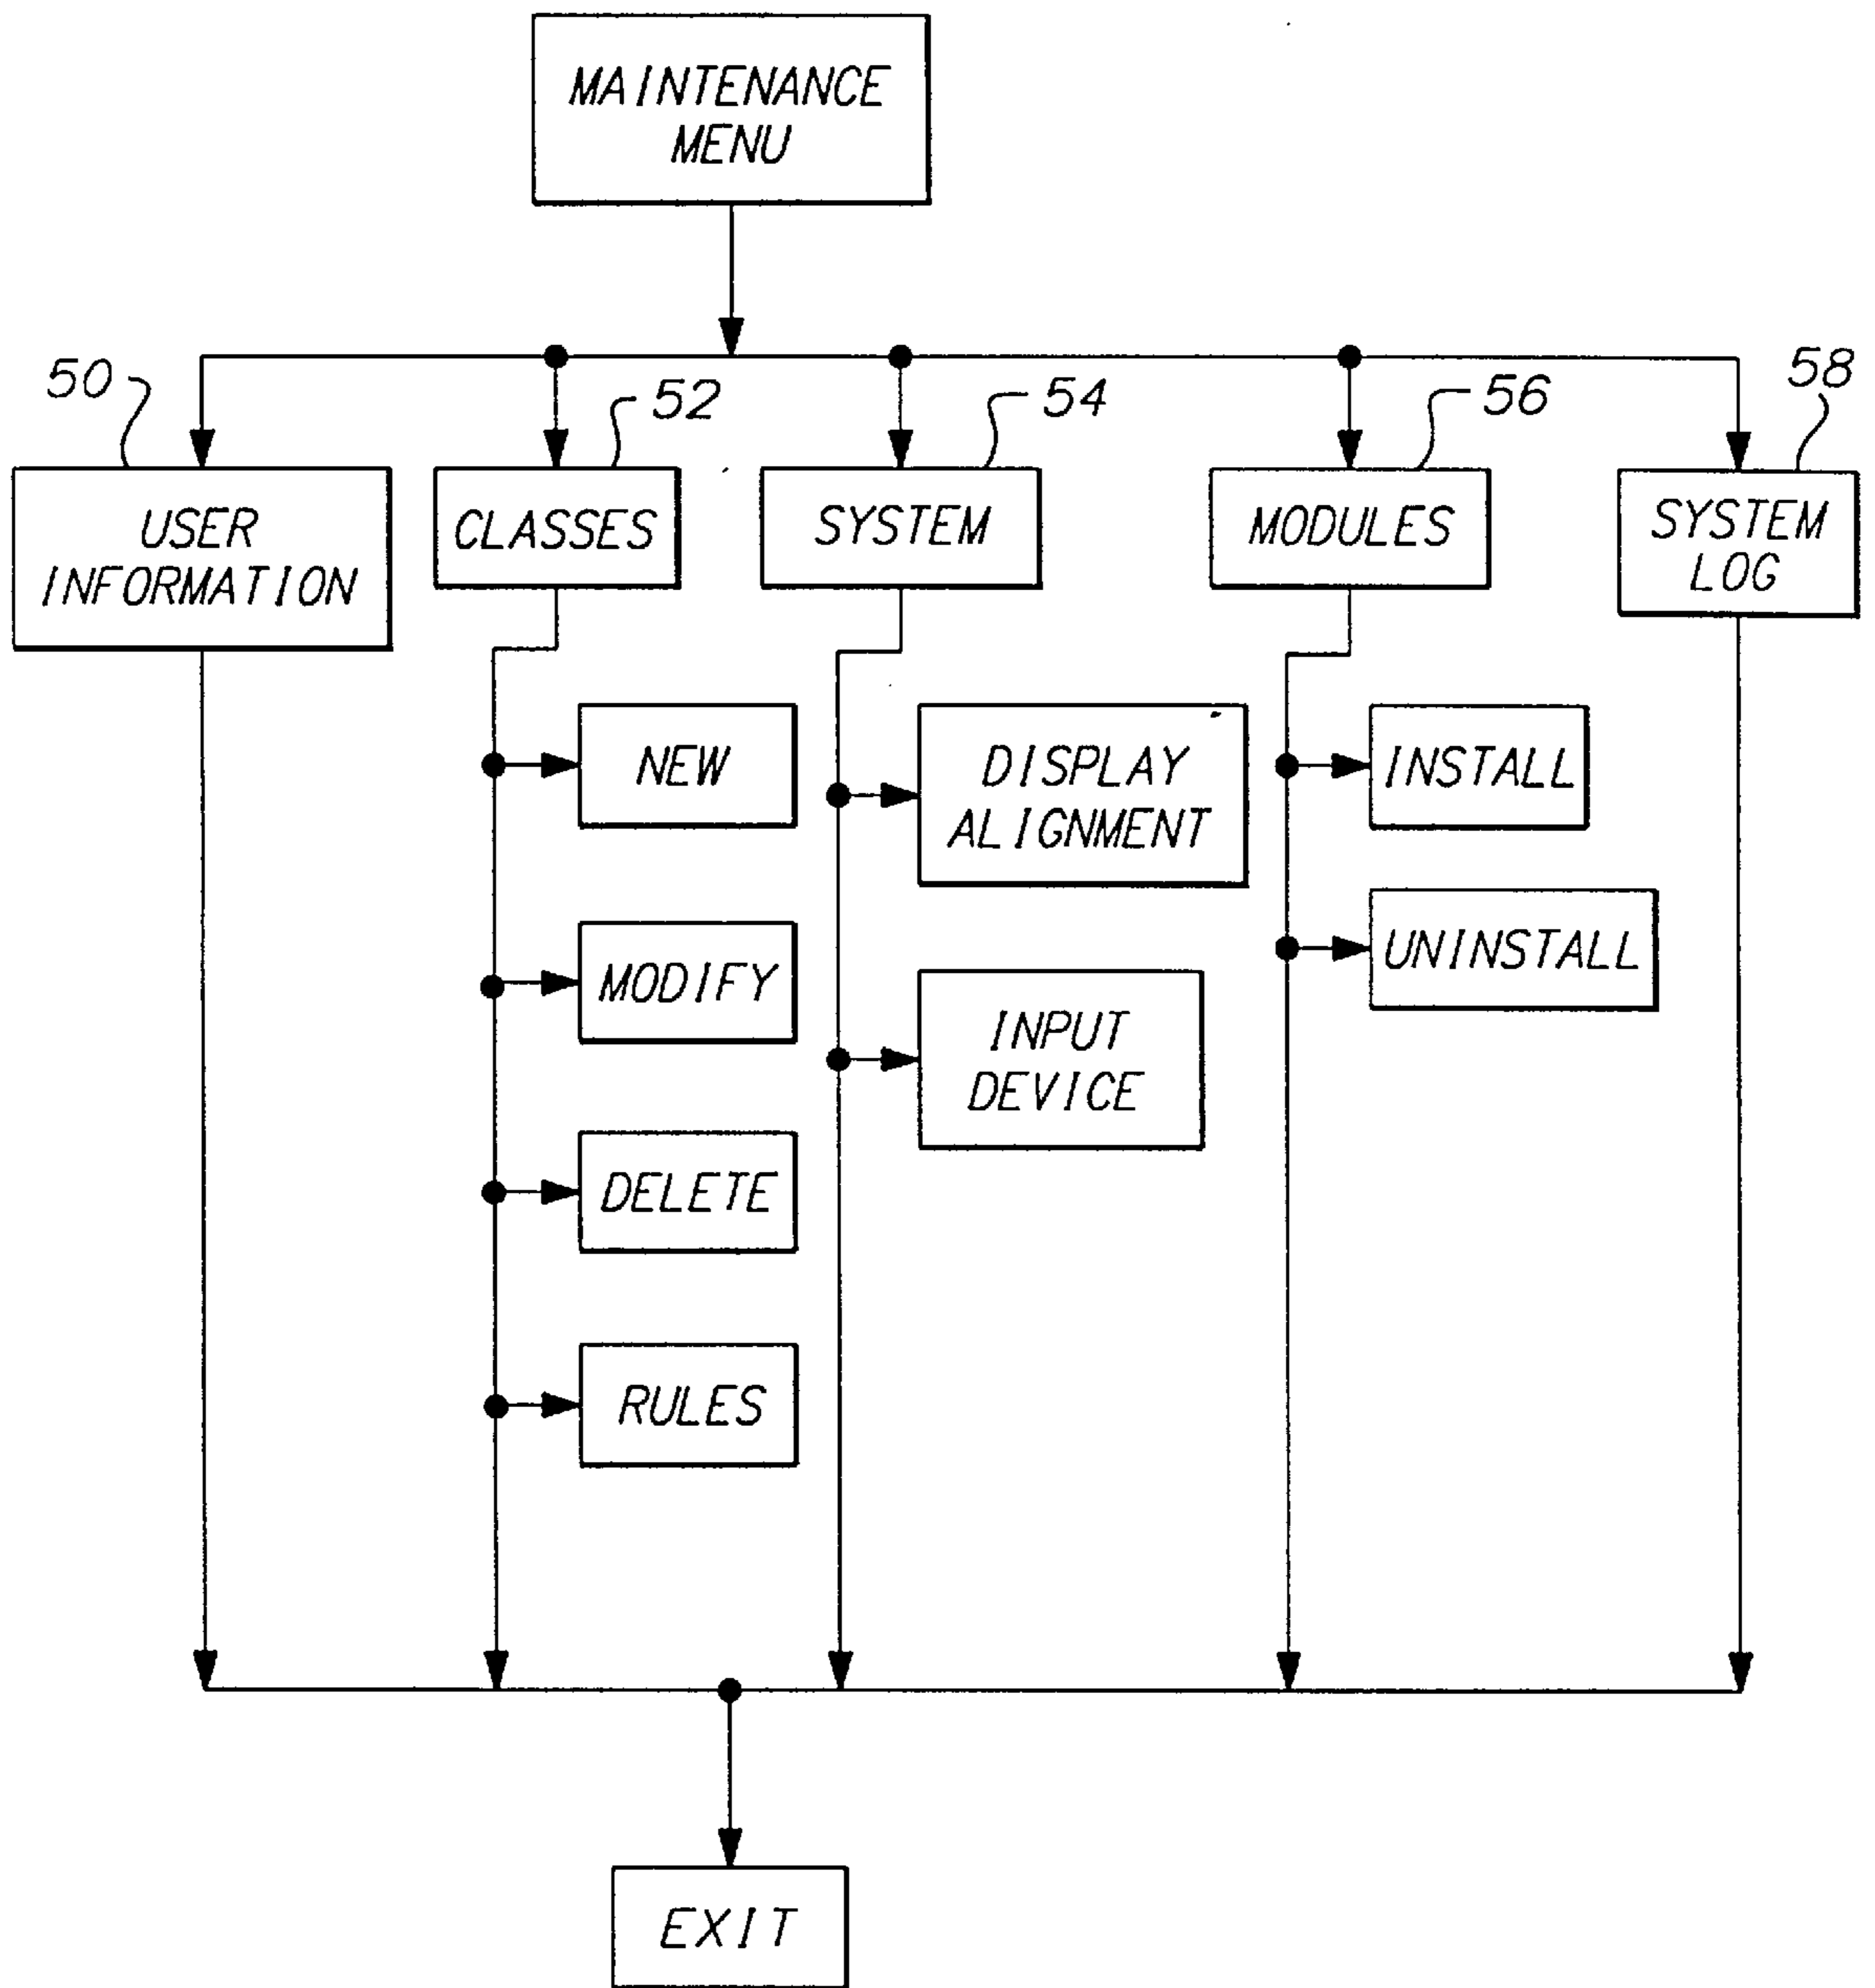 MAINTENANCE
MENU
50
52
54
56
58
USER
INFORMATION
CLASSES
SYSTEM
MODULES
SYSTEM
LOG
NEW
MODIFY
DELETE
RULES
DISPLAY
ALIGNMENT
INPUT
DEVICE
INSTALL
UNINSTALL
EXIT